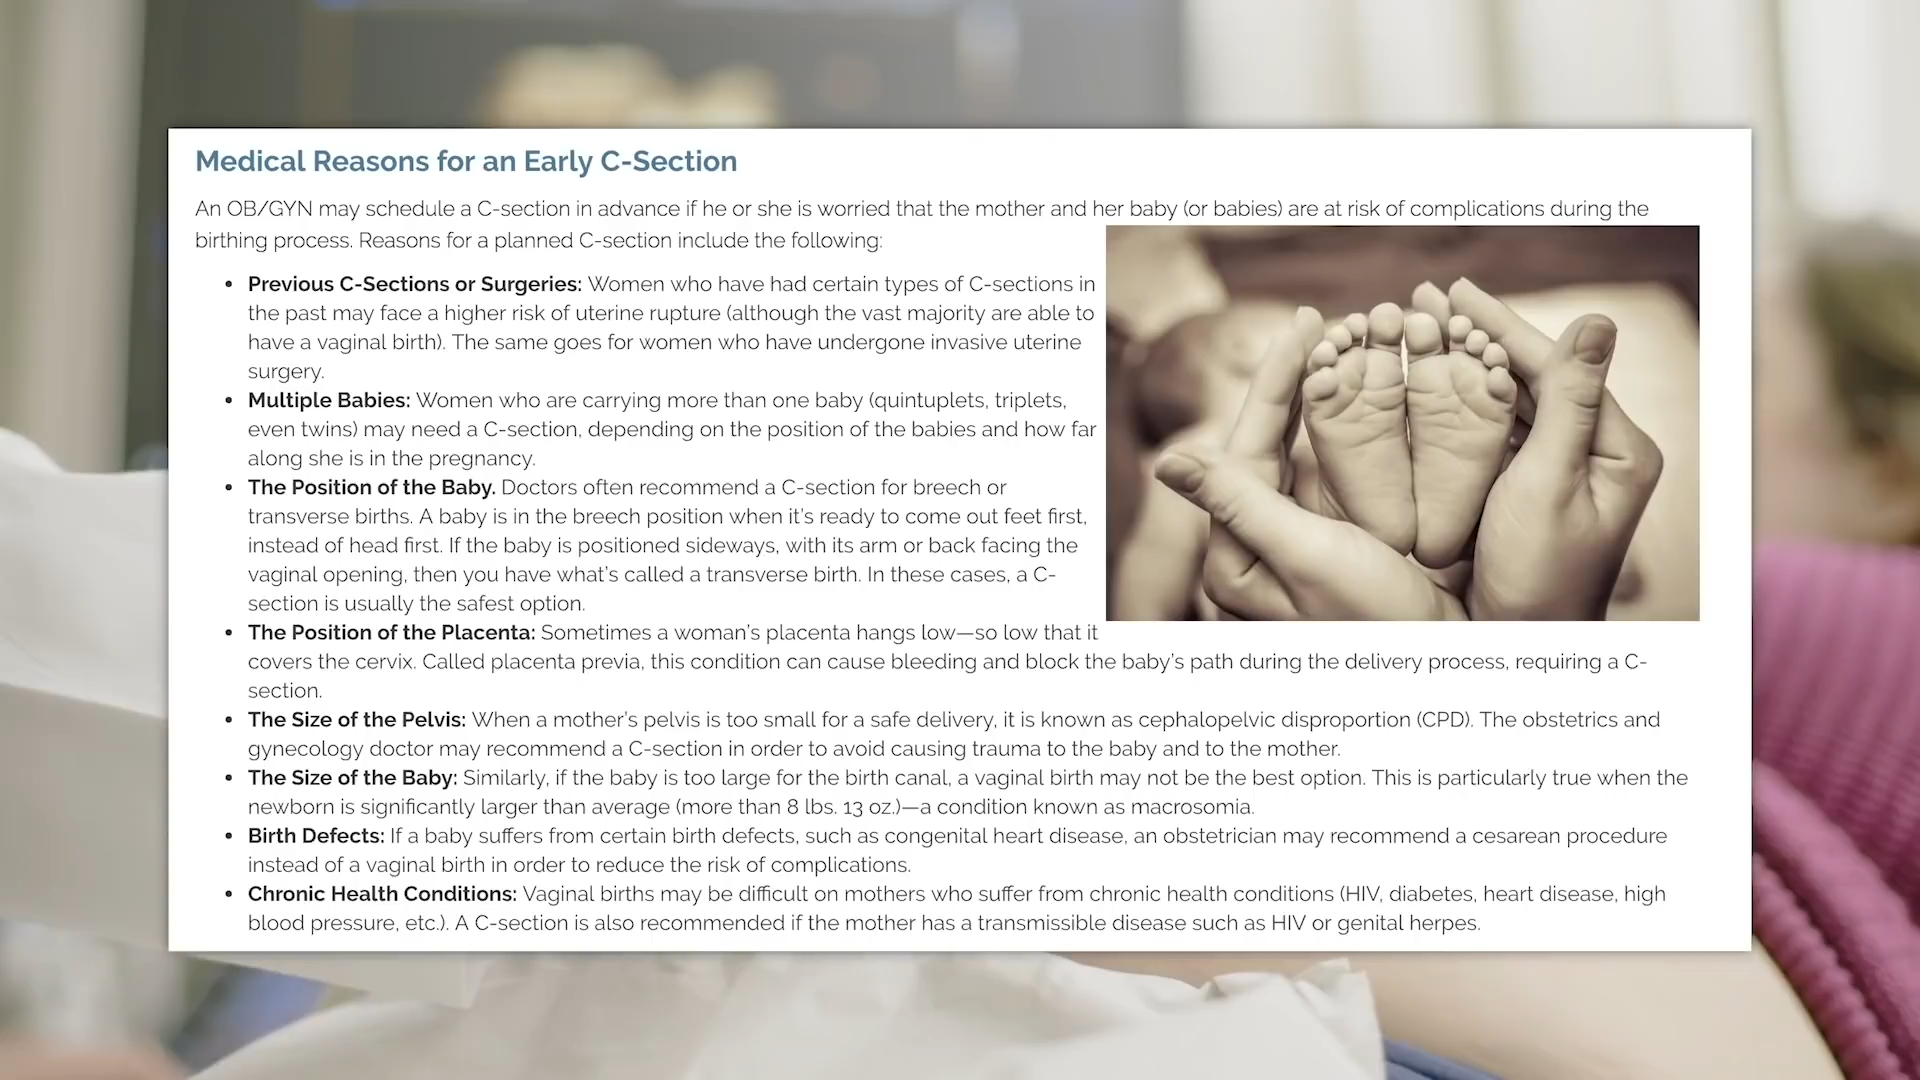 Medical Reasons for an Early C-Section
An OB/GYN may schedule a C-section in advance if he or she is worried that the mother and her baby (or babies) are at risk of complications during the
birthing process. Reasons for a planned C-section include the following:
• Previous C-Sections or Surgeries: Women who have had certain types of C-sections in
the past may face a higher risk of uterine rupture (although the vast majority are able to
have a vaginal birth). The same goes for women who have undergone invasive uterine
surgery.
• Multiple Babies: Women who are carrying more than one baby (quintuplets, triplets,
even twins) may need a C-section, depending on the position of the babies and how far
along she is in the pregnancy.
• The Position of the Baby. Doctors often recommend a C-section for breech or
transverse births. A baby is in the breech position when it's ready to come out feet first,
instead of head first. If the baby is positioned sideways, with its arm or back facing the
vaginal opening, then you have what's called a transverse birth. In these cases, a C-
section is usually the safest option.
• The Position of the Placenta: Sometimes a woman's placenta hangs low—so low that it
covers the cervix. Called placenta previa, this condition can cause bleeding and block the baby's path during the delivery process, requiring a C-
section.
• The Size of the Pelvis: When a mother's pelvis is too small for a safe delivery, it is known as cephalopelvic disproportion (CPD). The obstetrics and
gynecology doctor may recommend a C-section in order to avoid causing trauma to the baby and to the mother.
• The Size of the Baby: Similarly, if the baby is too large for the birth canal, a vaginal birth may not be the best option. This is particularly true when the
newborn is significantly larger than average (more than 8 lbs. 13 oz.)—a condition known as macrosomia.
• Birth Defects: If a baby suffers from certain birth defects, such as congenital heart disease, an obstetrician may recommend a cesarean procedure
instead of a vaginal birth in order to reduce the risk of complications.
• Chronic Health Conditions: Vaginal births may be difficult on mothers who suffer from chronic health conditions (HIV, diabetes, heart disease, high
blood pressure, etc.). A C-section is also recommended if the mother has a transmissible disease such as HIV or genital herpes.